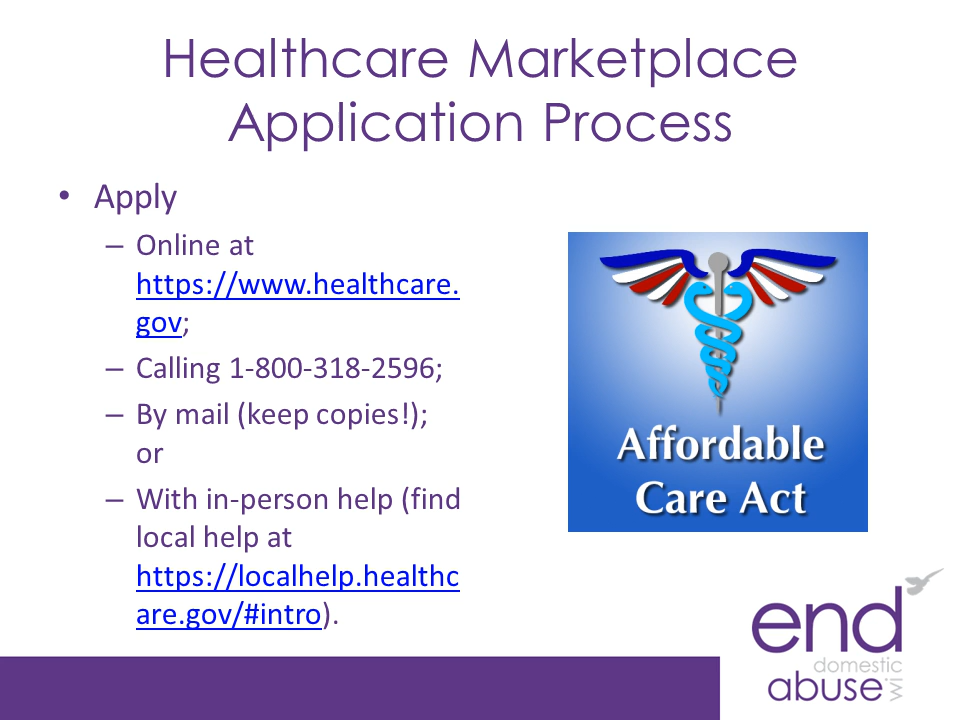 Healthcare Marketplace
Application Process
• Apply
– Online at
https://www.healthcare.
gov;
– Calling 1-800-318-2596;
– By mail (keep copies!);
or
– With in-person help (find
local help at
https://localhelp.healthc
are.gov/#intro).
Affordable
Care Act
end
domestic
abuse
wi